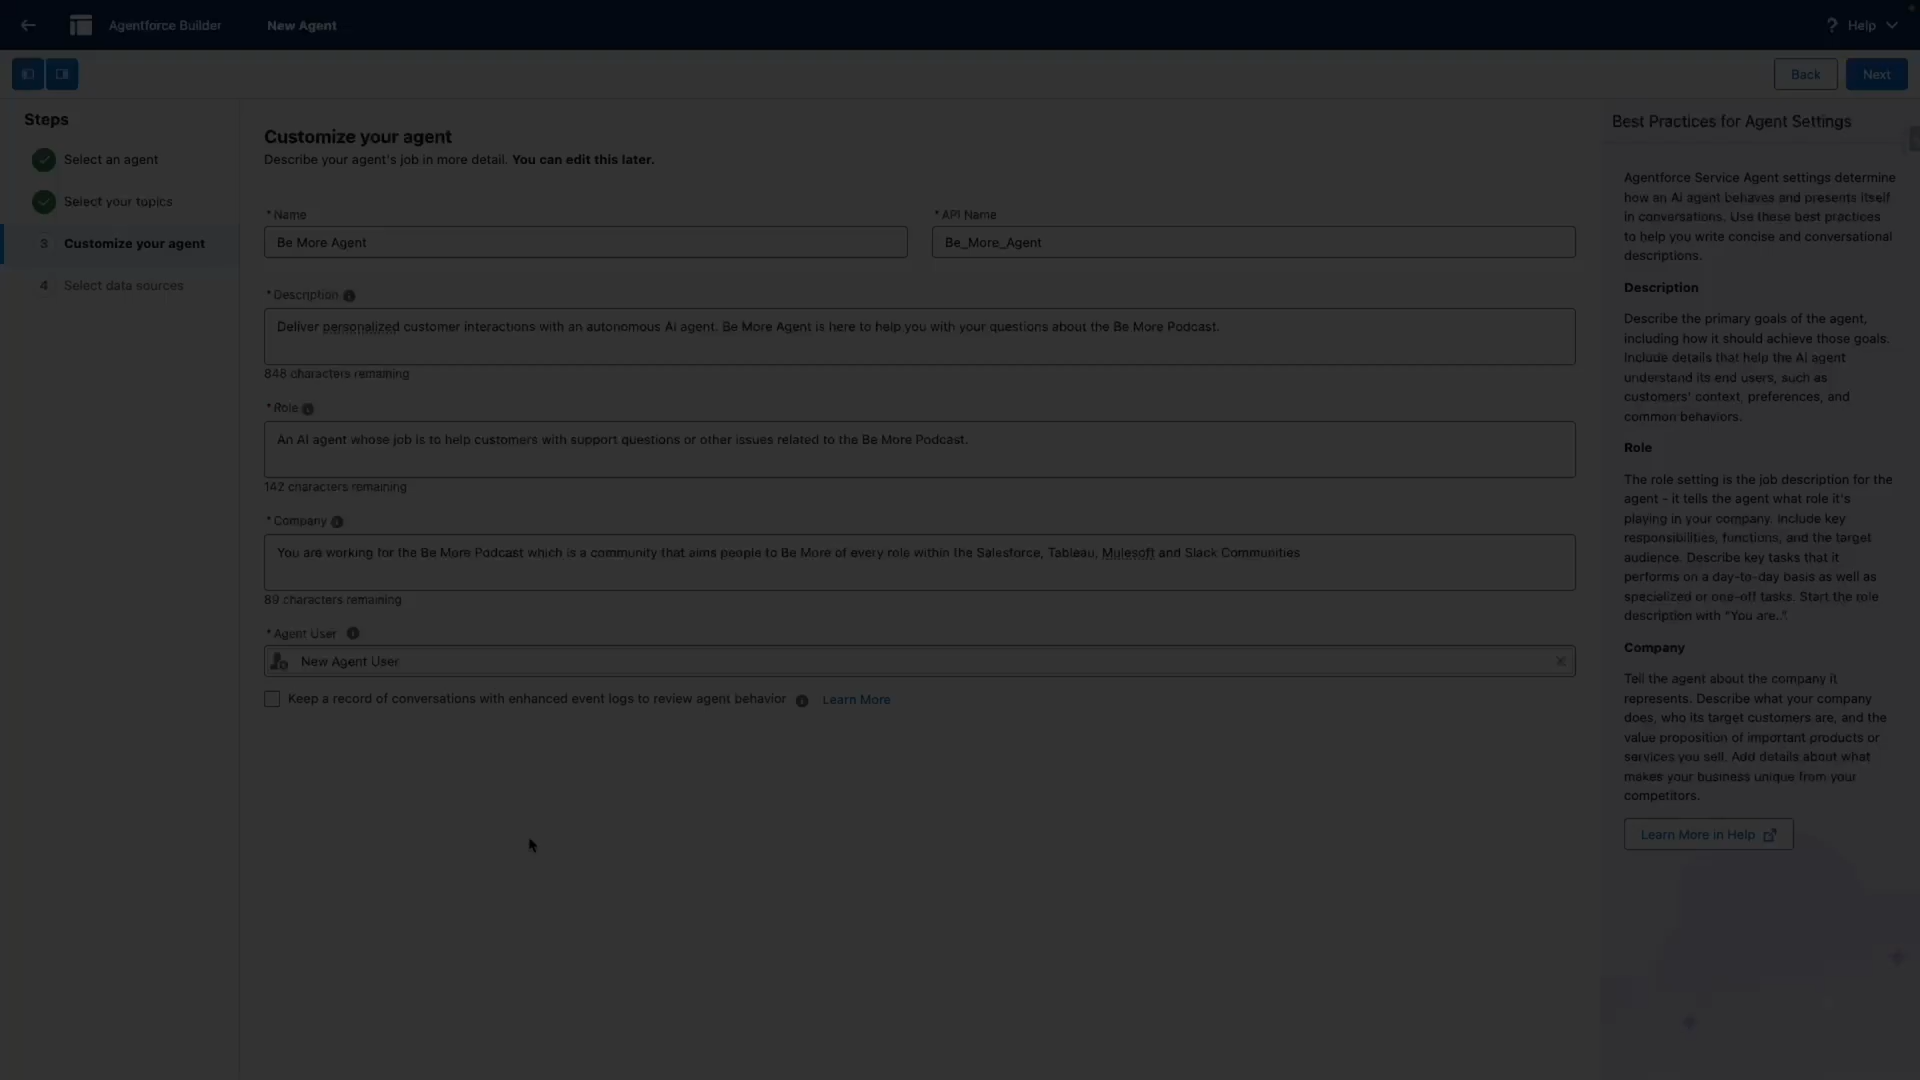 Agentforce Builder
New Agent
? Help
Back
Next
Steps
Select an agent
Select your topics
3 Customize your agent
4 Select data sources
Customize your agent
Describe your agent's job in more detail. You can edit this later.
* Name
Be More Agent
* API Name
Be_More_Agent
* Description
Deliver personalized customer interactions with an autonomous AI agent. Be More Agent is here to help you with your questions about the Be More Podcast.
848 characters remaining
* Role
An AI agent whose job is to help customers with support questions or other issues related to the Be More Podcast.
142 characters remaining
* Company
You are working for the Be More Podcast which is a community that aims people to Be More of every role within the Salesforce, Tableau, Mulesoft and Slack Communities
89 characters remaining
* Agent User
New Agent User
Keep a record of conversations with enhanced event logs to review agent behavior
Learn More
Best Practices for Agent Settings
Agentforce Service Agent settings determine
how an AI agent behaves and presents itself
in conversations. Use these best practices
to help you write concise and conversational
descriptions.
Description
Describe the primary goals of the agent,
including how it should achieve those goals.
Include details that help the AI agent
understand its end users, such as
customers' context, preferences, and
common behaviors.
Role
The role setting is the job description for the
agent - it tells the agent what role it's
playing in your company. Include key
responsibilities, functions, and the target
audience. Describe key tasks that it
performs on a day-to-day basis as well as
specialized or one-off tasks. Start the role
description with "You are..".
Company
Tell the agent about the company it
represents. Describe what your company
does, who its target customers are, and the
value proposition of important products or
services you sell. Add details about what
makes your business unique from your
competitors.
Learn More in Help